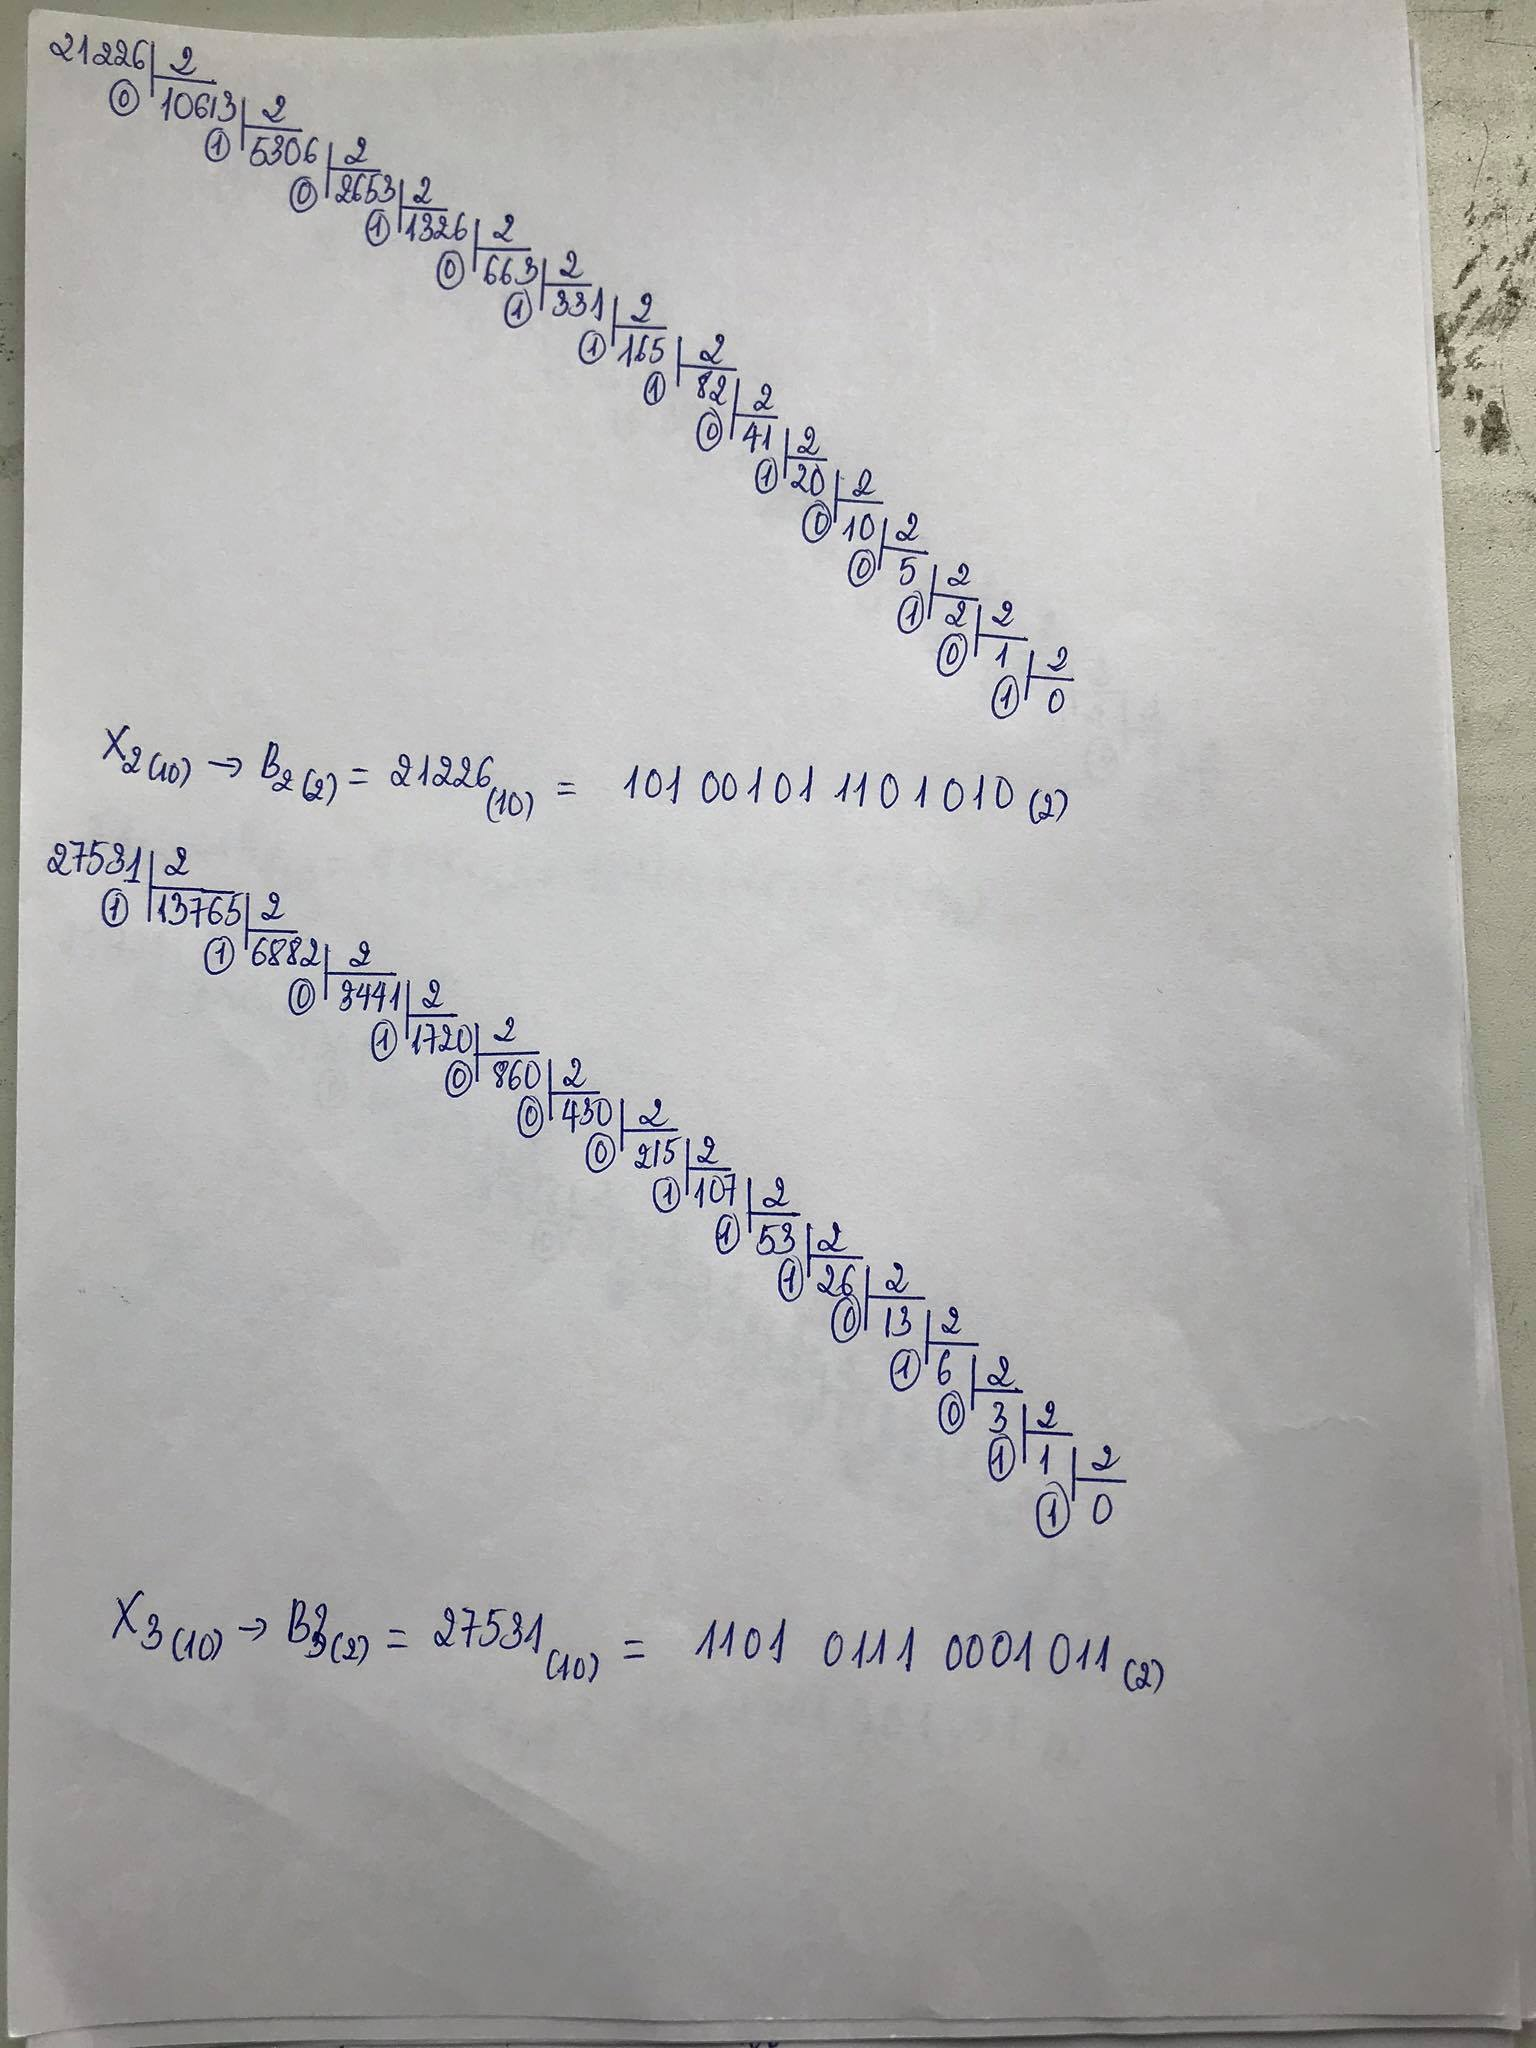 21226 2
0 10613 2
1 5306 2
0 2653 2
1 1326 2
0 663 2
1 331 2
1 165 2
1 82 2
0 41 2
1 20 2
0 10 2
0 5 2
1 2 2
0 1 2
1 0
X2(10) → B2(2) = 21226(10) = 101 00101 1101010(2)
27531 2
1 13765 2
1 6882 2
0 3441 2
1 1720 2
0 860 2
0 430 2
0 215 2
1 107 2
1 53 2
1 26 2
0 13 2
1 6 2
0 3 2
1 1 2
1 0
X3(10) → B3(2) = 27531(10) = 1101 0111 0001011(2)